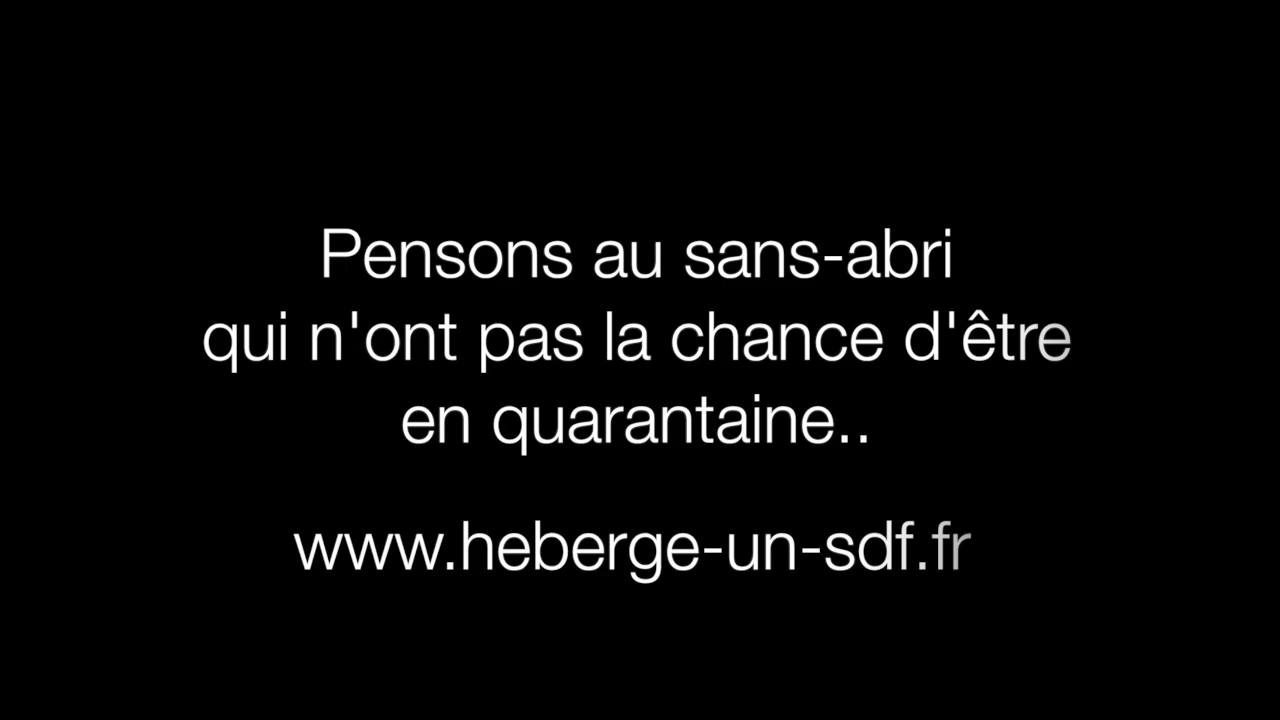 Pensons au sans-abri
qui n'ont pas la chance d'être
en quarantaine..
www.heberge-un-sdf.fr